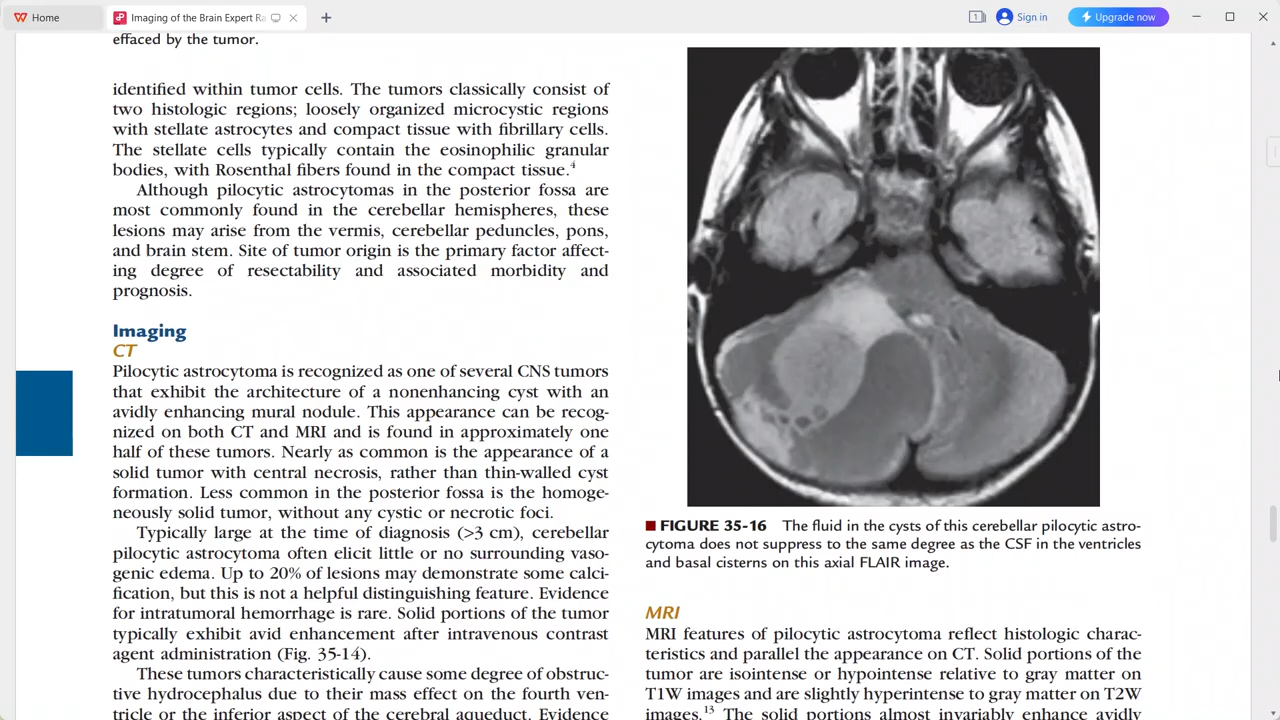 Home
Imaging of the Brain Expert Ra
Sign in
Upgrade now
effaced by the tumor.
identified within tumor cells. The tumors classically consist of
two histologic regions; loosely organized microcystic regions
with stellate astrocytes and compact tissue with fibrillary cells.
The stellate cells typically contain the eosinophilic granular
bodies, with Rosenthal fibers found in the compact tissue.4
Although pilocytic astrocytomas in the posterior fossa are
most commonly found in the cerebellar hemispheres, these
lesions may arise from the vermis, cerebellar peduncles, pons,
and brain stem. Site of tumor origin is the primary factor affect-
ing degree of resectability and associated morbidity and
prognosis.
Imaging
CT
Pilocytic astrocytoma is recognized as one of several CNS tumors
that exhibit the architecture of a nonenhancing cyst with an
avidly enhancing mural nodule. This appearance can be recog-
nized on both CT and MRI and is found in approximately one
half of these tumors. Nearly as common is the appearance of a
solid tumor with central necrosis, rather than thin-walled cyst
formation. Less common in the posterior fossa is the homoge-
neously solid tumor, without any cystic or necrotic foci.
Typically large at the time of diagnosis (>3 cm), cerebellar
pilocytic astrocytoma often elicit little or no surrounding vaso-
genic edema. Up to 20% of lesions may demonstrate some calci-
fication, but this is not a helpful distinguishing feature. Evidence
for intratumoral hemorrhage is rare. Solid portions of the tumor
typically exhibit avid enhancement after intravenous contrast
agent administration (Fig. 35-14).
These tumors characteristically cause some degree of obstruc-
tive hydrocephalus due to their mass effect on the fourth ven-
tricle or the inferior aspect of the cerebral aqueduct. Evidence
FIGURE 35-16 The fluid in the cysts of this cerebellar pilocytic astro-
cytoma does not suppress to the same degree as the CSF in the ventricles
and basal cisterns on this axial FLAIR image.
MRI
MRI features of pilocytic astrocytoma reflect histologic charac-
teristics and parallel the appearance on CT. Solid portions of the
tumor are isointense or hypointense relative to gray matter on
T1W images and are slightly hyperintense to gray matter on T2W
images.13 The solid portions almost invariably enhance avidly